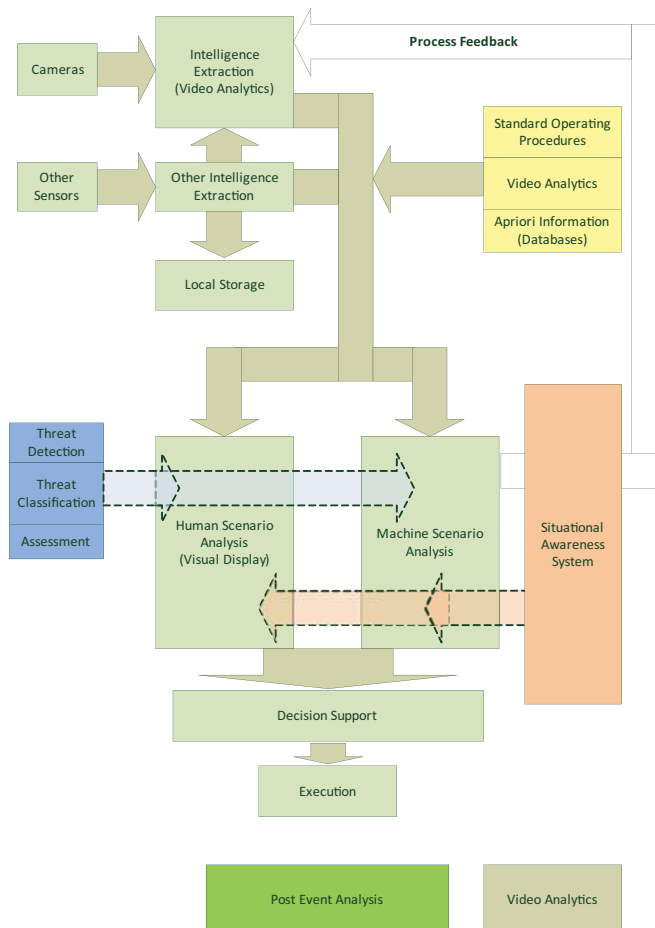 Process Feedback
Intelligence
Extraction
(Video Analytics)
Cameras
Standard Operating
Procedures
Other
Sensors
Other Intelligence
Extraction
Video Analytics
Apriori Information
(Databases)
Local Storage
Threat
Detection
Threat
Classification
Assessment
Human Scenario
Analysis
(Visual Display)
Machine Scenario
Analysis
Situational
Awareness
System
Decision Support
Execution
Post Event Analysis
Video Analytics